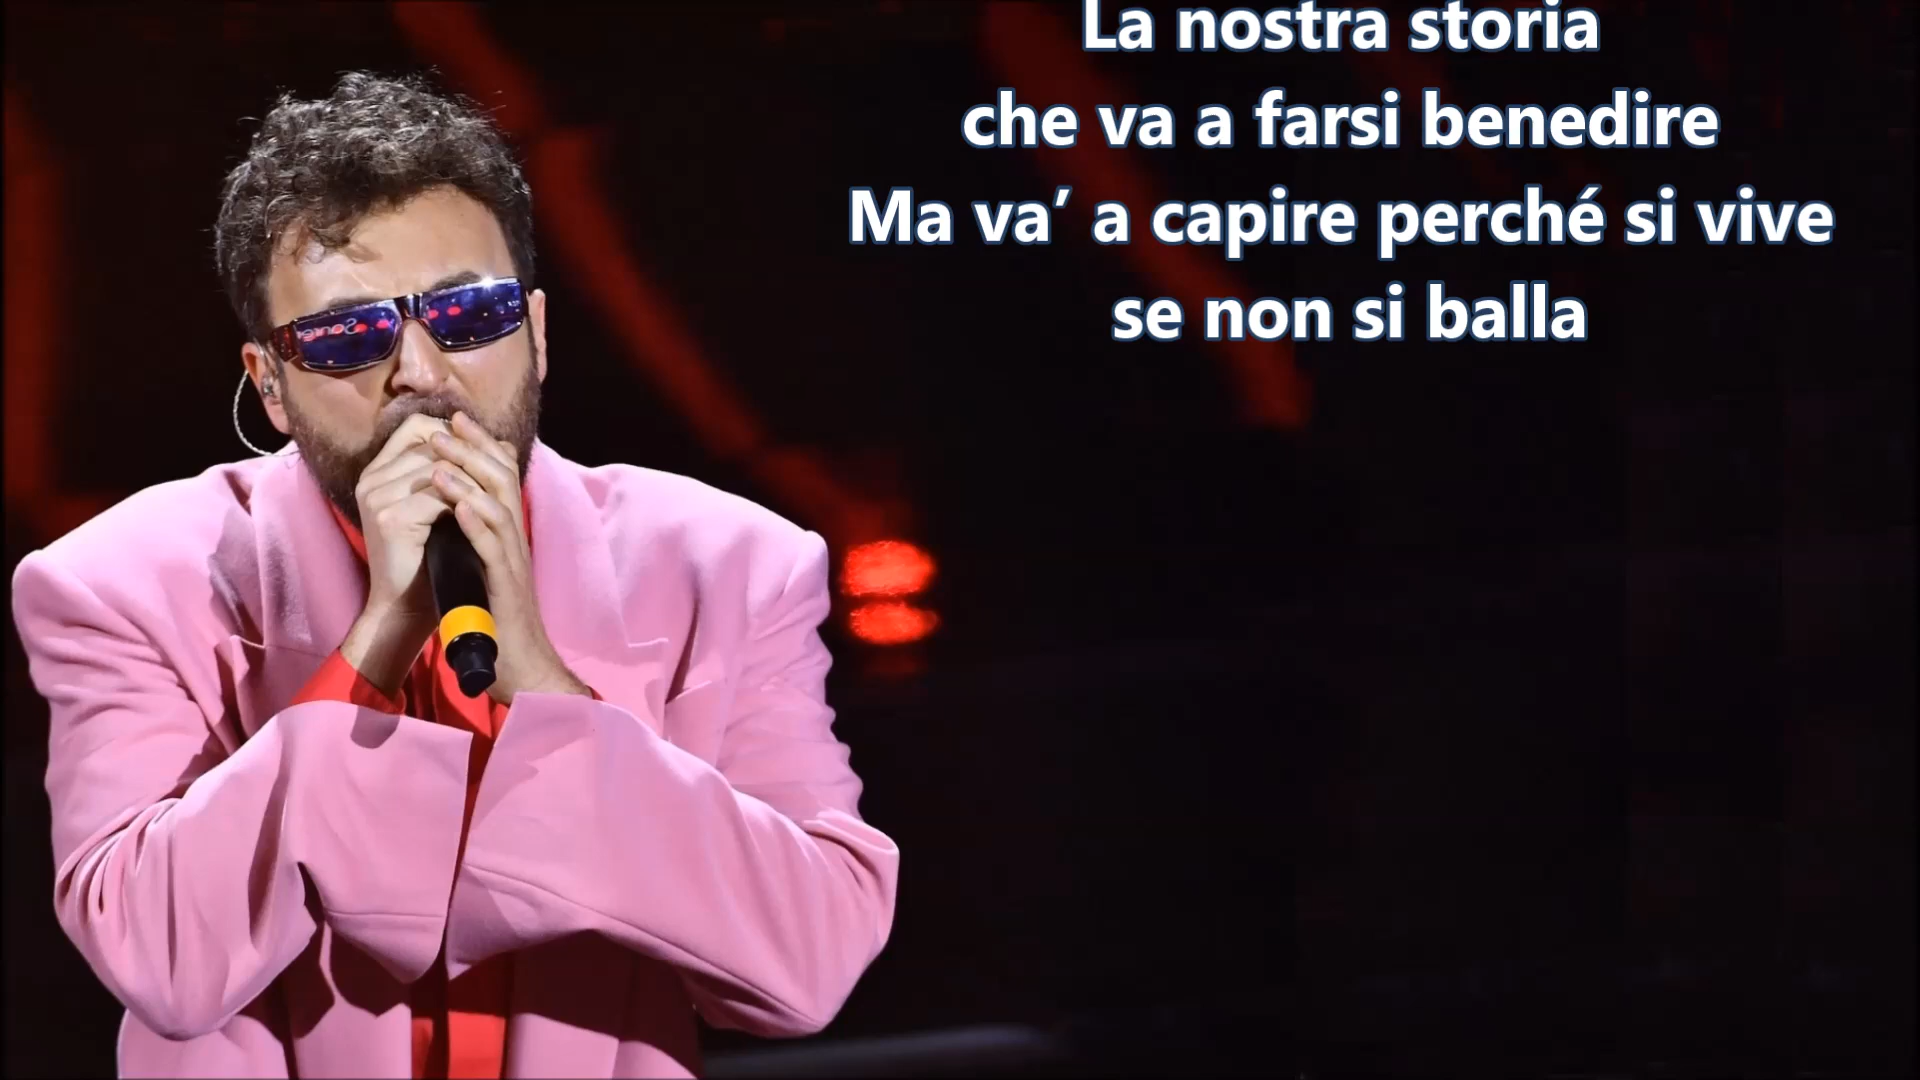 La nostra storia
che va a farsi benedire
Ma va’ a capire perché si vive
se non si balla